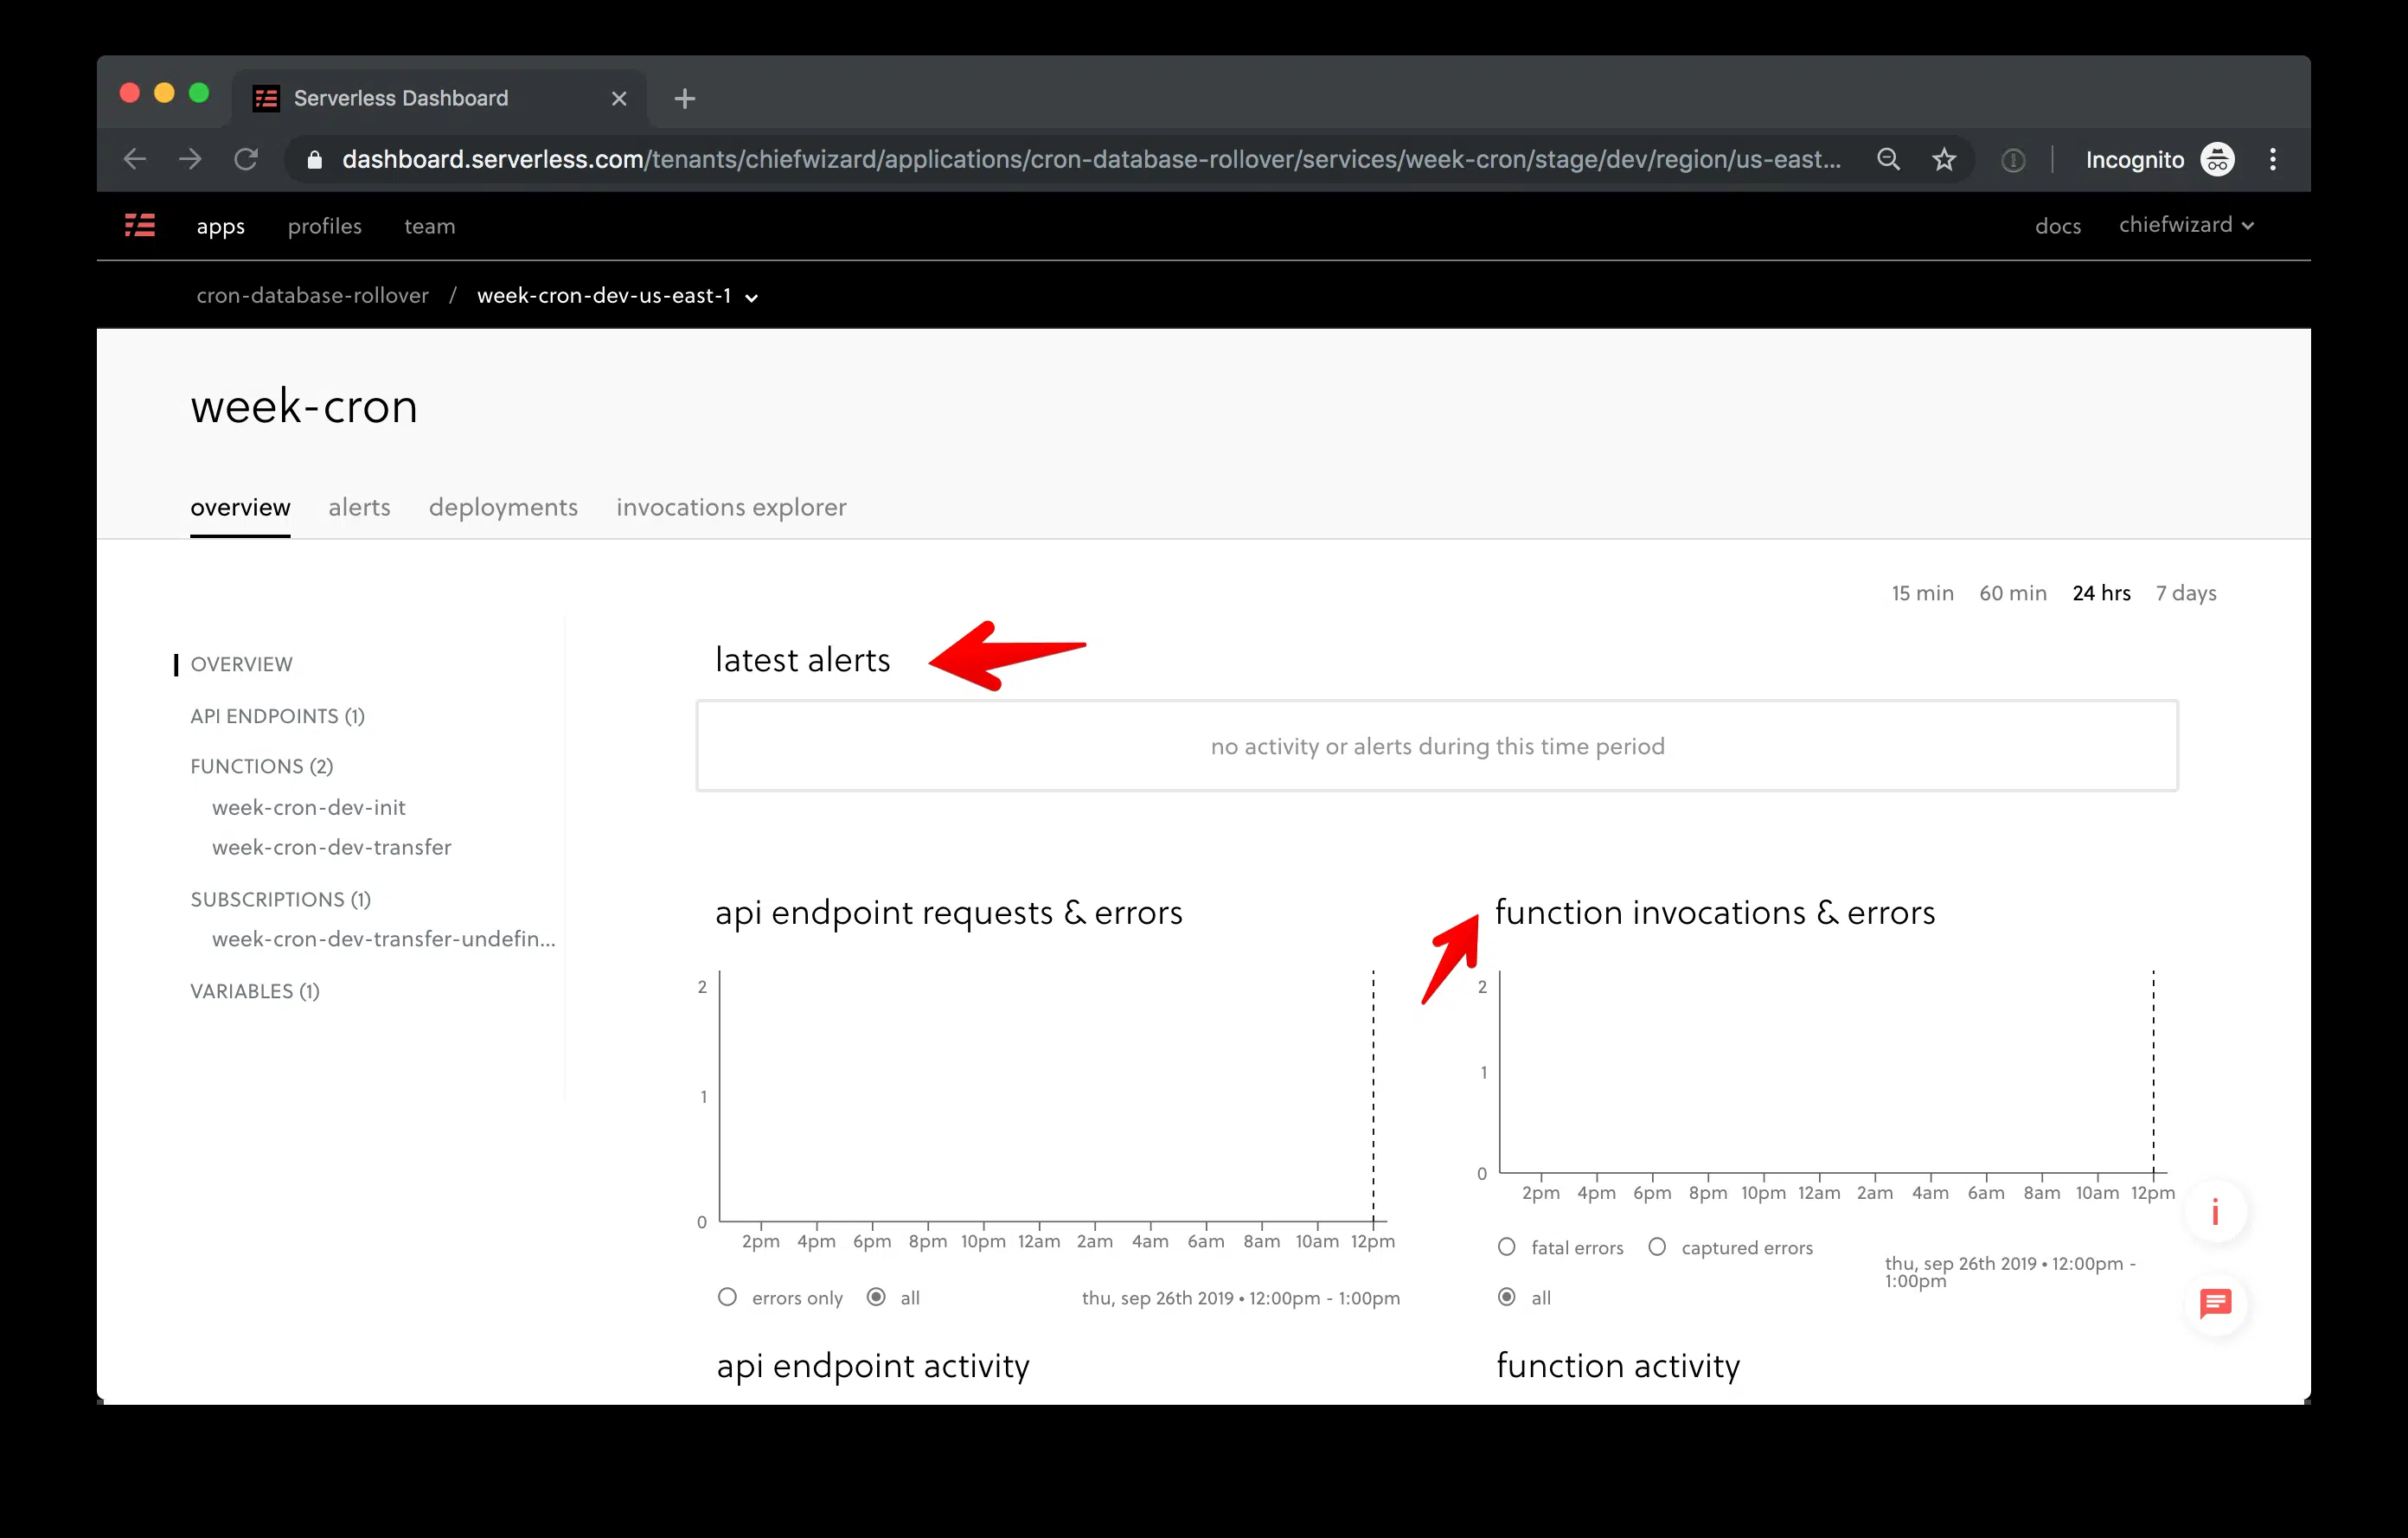 Serverless Dashboard
dashboard.serverless.com/tenants/chiefwizard/applications/cron-database-rollover/services/week-cron/stage/dev/region/us-east...
Incognito
apps profiles team
docs chiefwizard
cron-database-rollover / week-cron-dev-us-east-1
week-cron
overview alerts deployments invocations explorer
15 min 60 min 24 hrs 7 days
OVERVIEW
API ENDPOINTS (1)
FUNCTIONS (2)
week-cron-dev-init
week-cron-dev-transfer
SUBSCRIPTIONS (1)
week-cron-dev-transfer-undefin...
VARIABLES (1)
latest alerts
no activity or alerts during this time period
api endpoint requests & errors
2
1
0
2pm 4pm 6pm 8pm 10pm 12am 2am 4am 6am 8am 10am 12pm
errors only all
thu, sep 26th 2019 • 12:00pm - 1:00pm
function invocations & errors
2
1
0
2pm 4pm 6pm 8pm 10pm 12am 2am 4am 6am 8am 10am 12pm
fatal errors captured errors
all
thu, sep 26th 2019 • 12:00pm -
1:00pm
i
api endpoint activity
function activity